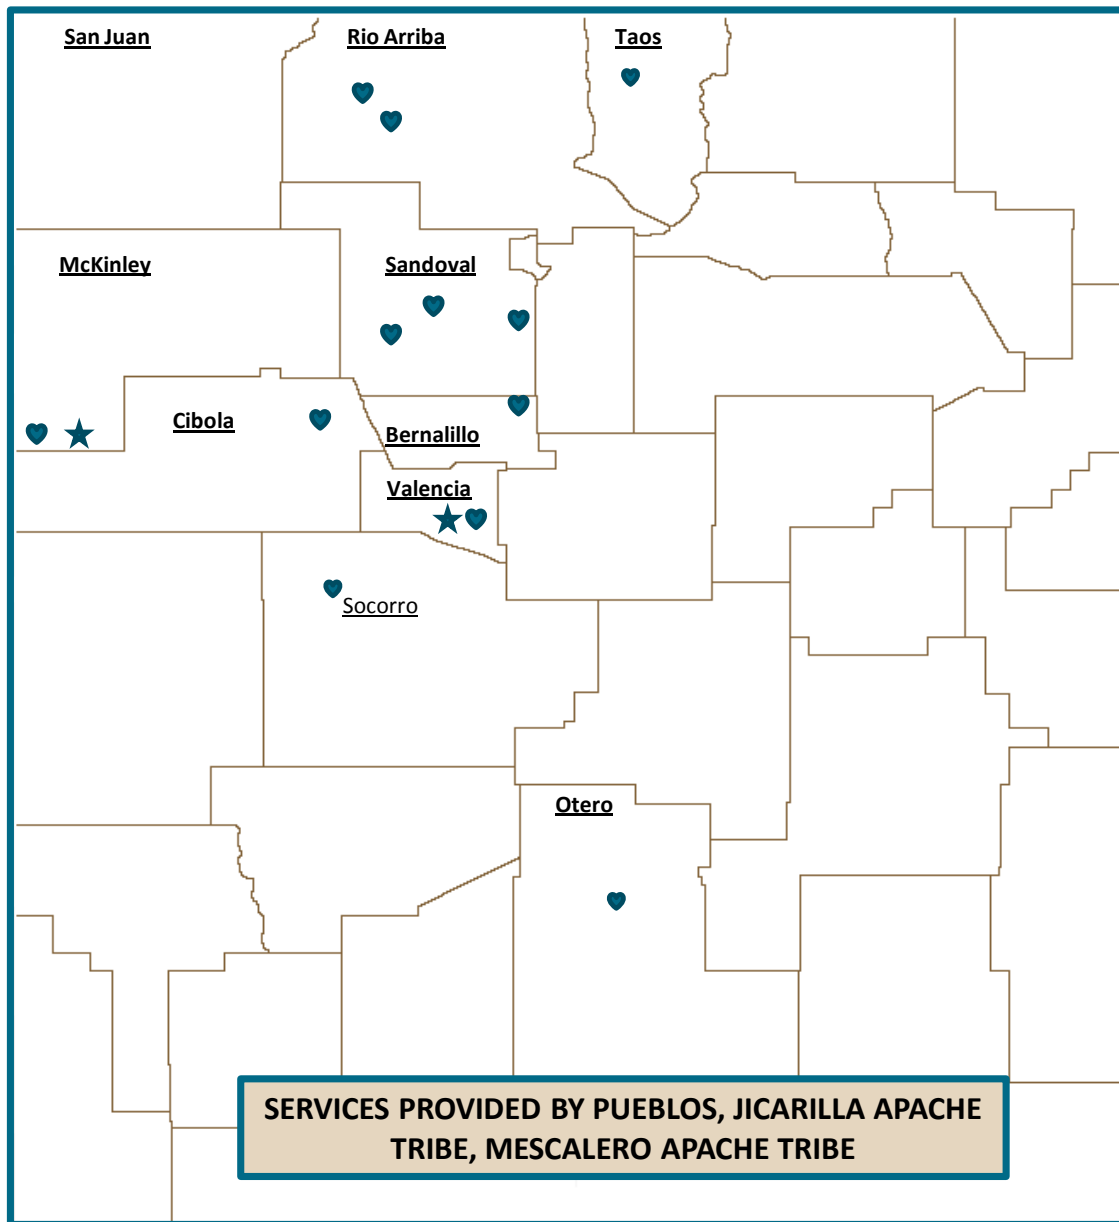 San Juan
Rio Arriba
Taos
McKinley
Sandoval
Cibola
Bernalillo
Valencia
Socorro
Otero
SERVICES PROVIDED BY PUEBLOS, JICARILLA APACHE
TRIBE, MESCALERO APACHE TRIBE